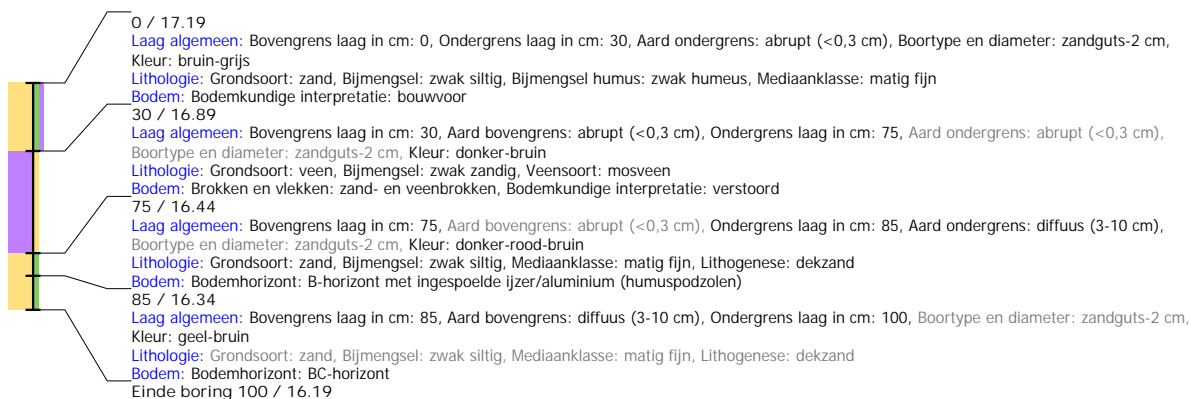 0 / 17.19
Laag algemeen: Bovengrens laag in cm: 0, Ondergrens laag in cm: 30, Aard ondergrens: abrupt (<0,3 cm), Boortype en diameter: zandguts-2 cm,
Kleur: bruin-grijs
Lithologie: Grondsoort: zand, Bijmengsel: zwak siltig, Bijmengsel humus: zwak humeus, Mediaanklasse: matig fijn
Bodem: Bodemkundige interpretatie: bouwvoor
30 / 16.89
Laag algemeen: Bovengrens laag in cm: 30, Aard bovengrens: abrupt (<0,3 cm), Ondergrens laag in cm: 75, Aard ondergrens: abrupt (<0,3 cm),
Boortype en diameter: zandguts-2 cm, Kleur: donker-bruin
Lithologie: Grondsoort: veen, Bijmengsel: zwak zandig, Veensoort: mosveen
Bodem: Brokken en vlekken: zand- en veenbrokken, Bodemkundige interpretatie: verstoord
75 / 16.44
Laag algemeen: Bovengrens laag in cm: 75, Aard bovengrens: abrupt (<0,3 cm), Ondergrens laag in cm: 85, Aard ondergrens: diffuus (3-10 cm),
Boortype en diameter: zandguts-2 cm, Kleur: donker-rood-bruin
Lithologie: Grondsoort: zand, Bijmengsel: zwak siltig, Mediaanklasse: matig fijn, Lithogenese: dekzand
Bodem: Bodemhorizont: B-horizont met ingespoelde ijzer/aluminium (humuspodzolen)
85 / 16.34
Laag algemeen: Bovengrens laag in cm: 85, Aard bovengrens: diffuus (3-10 cm), Ondergrens laag in cm: 100, Boortype en diameter: zandguts-2 cm,
Kleur: geel-bruin
Lithologie: Grondsoort: zand, Bijmengsel: zwak siltig, Mediaanklasse: matig fijn, Lithogenese: dekzand
Bodem: Bodemhorizont: BC-horizont
Einde boring 100 / 16.19